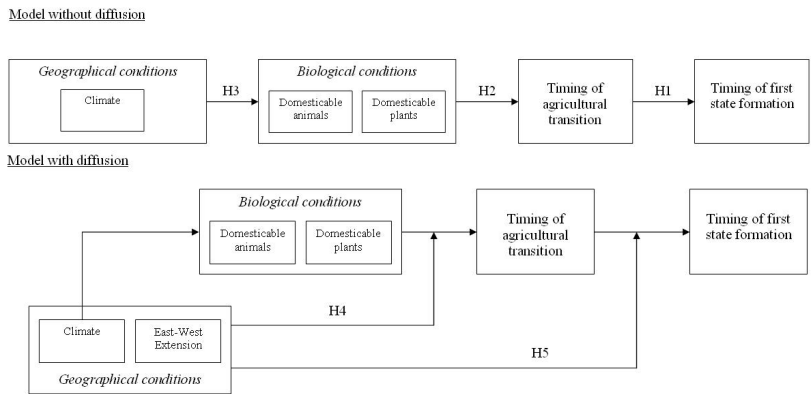 Model without diffusion
Geographical conditions
Climate
H3
Biological conditions
Domesticable
animals
Domesticable
plants
H2
Timing of
agricultural
transition
H1
Timing of first
state formation
Model with diffusion
Biological conditions
Domesticable
animals
Domesticable
plants
Timing of
agricultural
transition
Timing of first
state formation
H4
Climate
East-West
Extension
H5
Geographical conditions